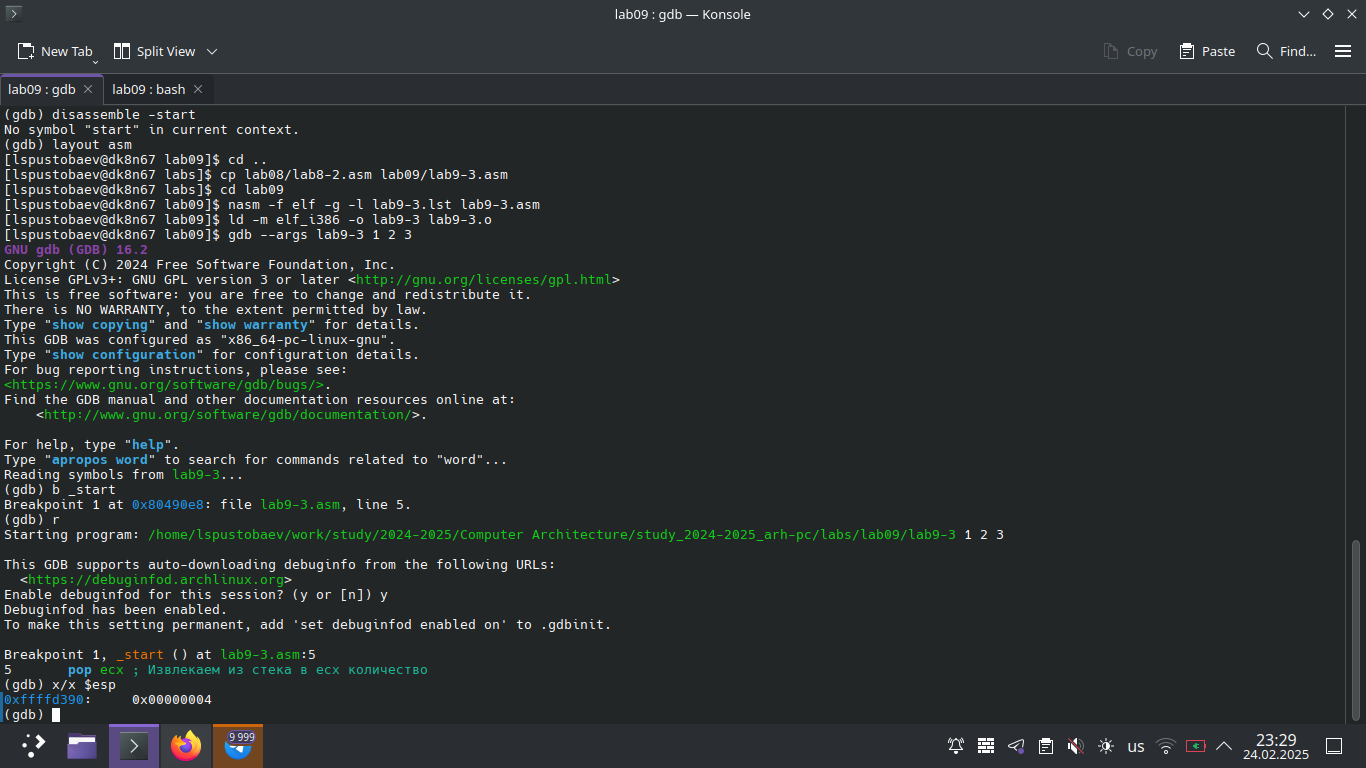 lab09 : gdb — Konsole
New Tab Split View Copy Paste Find...
lab09 : gdb lab09 : bash
(gdb) disassemble -start
No symbol "start" in current context.
(gdb) layout asm
[lspustobaev@dk8n67 lab09]$ cd ..
[lspustobaev@dk8n67 labs]$ cp lab08/lab8-2.asm lab09/lab9-3.asm
[lspustobaev@dk8n67 labs]$ cd lab09
[lspustobaev@dk8n67 lab09]$ nasm -f elf -g -l lab9-3.lst lab9-3.asm
[lspustobaev@dk8n67 lab09]$ ld -m elf_i386 -o lab9-3 lab9-3.o
[lspustobaev@dk8n67 lab09]$ gdb --args lab9-3 1 2 3
GNU gdb (GDB) 16.2
Copyright (C) 2024 Free Software Foundation, Inc.
License GPLv3+: GNU GPL version 3 or later <http://gnu.org/licenses/gpl.html>
This is free software: you are free to change and redistribute it.
There is NO WARRANTY, to the extent permitted by law.
Type "show copying" and "show warranty" for details.
This GDB was configured as "x86_64-pc-linux-gnu".
Type "show configuration" for configuration details.
For bug reporting instructions, please see:
<https://www.gnu.org/software/gdb/bugs/>.
Find the GDB manual and other documentation resources online at:
    <http://www.gnu.org/software/gdb/documentation/>.
For help, type "help".
Type "apropos word" to search for commands related to "word"...
Reading symbols from lab9-3...
(gdb) b _start
Breakpoint 1 at 0x80490e8: file lab9-3.asm, line 5.
(gdb) r
Starting program: /home/lspustobaev/work/study/2024-2025/Computer Architecture/study_2024-2025_arh-pc/labs/lab09/lab9-3 1 2 3
This GDB supports auto-downloading debuginfo from the following URLs:
  <https://debuginfod.archlinux.org>
Enable debuginfod for this session? (y or [n]) y
Debuginfod has been enabled.
To make this setting permanent, add 'set debuginfod enabled on' to .gdbinit.
Breakpoint 1, _start () at lab9-3.asm:5
5       pop ecx ; Извлекаем из стека в ecx количество
(gdb) x/x $esp
0xffffd390:     0x00000004
(gdb)
9 999 us 23:29
24.02.2025